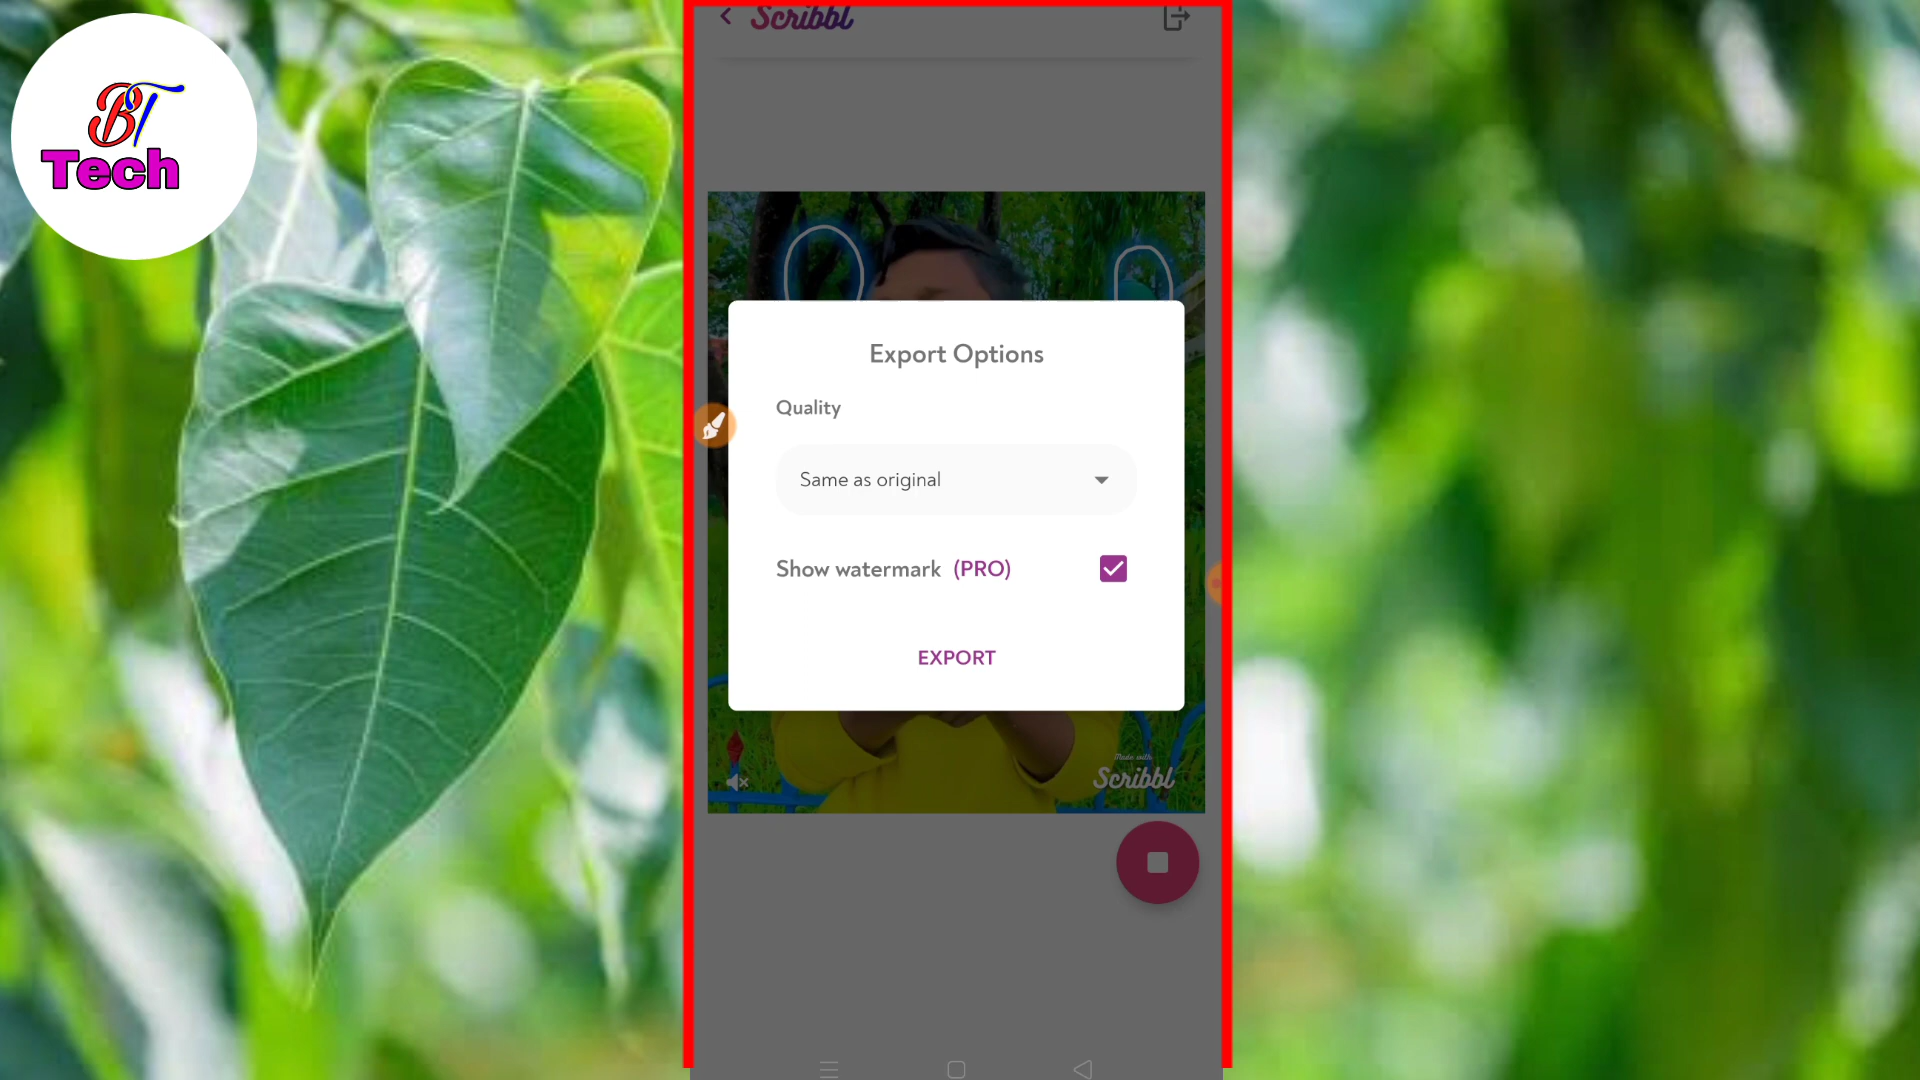 BT
Tech
Scribbl
Export Options
Quality
Same as original
Show watermark (PRO)
EXPORT
Made with
Scribbl